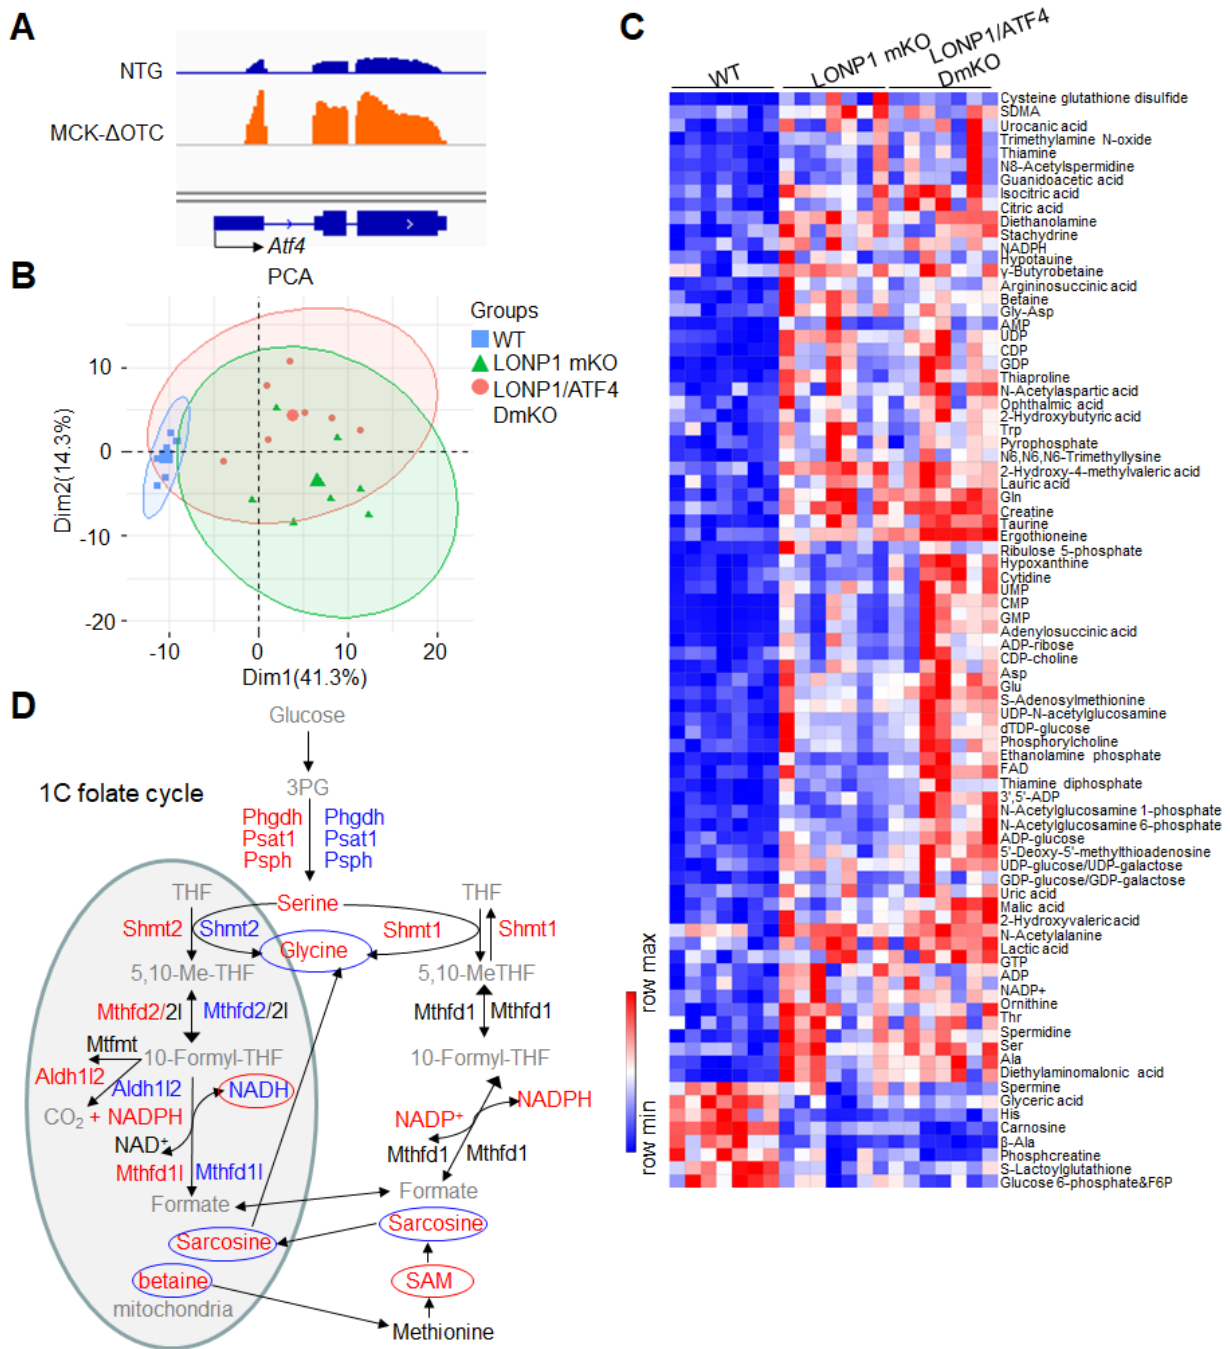 A
NTG
MCK-ΔOTC
Atf4
B
PCA
Groups
WT
LONP1 mKO
LONP1/ATF4
DmKO
10
0
-10
-20
Dim2(14.3%)
-10
0
10
20
Dim1(41.3%)
C
WT
LONP1 mKO
LONP1/ATF4
DmKO
Cysteine glutathione disulfide
SDMA
Urocanic acid
Trimethylamine N-oxide
Thiamine
N8-Acetylspermidine
Guanidoacetic acid
Isocitric acid
Citric acid
Diethanolamine
Stachydrine
NADPH
Hypotauine
γ-Butyrobetaine
Argininosuccinic acid
Betaine
Gly-Asp
AMP
UDP
CDP
GDP
Thiaproline
N-Acetylaspartic acid
Ophthalmic acid
2-Hydroxybutyric acid
Trp
Pyrophosphate
N6,N6,N6-Trimethyllysine
2-Hydroxy-4-methylvaleric acid
Lauric acid
Gln
Creatine
Taurine
Ergothioneine
Ribulose 5-phosphate
Hypoxanthine
Cytidine
UMP
CMP
GMP
Adenylosuccinic acid
ADP-ribose
CDP-choline
Asp
Glu
S-Adenosylmethionine
UDP-N-acetylglucosamine
dTDP-glucose
Phosphorylcholine
Ethanolamine phosphate
FAD
Thiamine diphosphate
3',5'-ADP
N-Acetylglucosamine 1-phosphate
N-Acetylglucosamine 6-phosphate
ADP-glucose
5'-Deoxy-5'-methylthioadenosine
UDP-glucose/UDP-galactose
GDP-glucose/GDP-galactose
Uric acid
Malic acid
2-Hydroxyvaleric acid
N-Acetylalanine
Lactic acid
GTP
ADP
NADP+
Ornithine
Thr
Spermidine
Ser
Ala
Diethylaminomalonic acid
Spermine
Glyceric acid
His
Carnosine
β-Ala
Phosphcreatine
S-Lactoylglutathione
Glucose 6-phosphate&F6P
row max
row min
D
Glucose
3PG
1C folate cycle
Phgdh Phgdh
Psat1 Psat1
Psph Psph
THF
Serine
THF
Shmt2 Shmt2
Glycine
Shmt1 Shmt1
5,10-Me-THF
5,10-MeTHF
Mthfd2/2l Mthfd2/2l
Mthfd1 Mthfd1
Mtfmt
10-Formyl-THF
10-Formyl-THF
Aldh1l2 Aldh1l2
NADH
CO2 + NADPH
NADP+
NADPH
NAD+
Mthfd1 Mthfd1
Mthfd1l Mthfd1l
Formate
Formate
Sarcosine
Sarcosine
betaine
SAM
mitochondria
Methionine